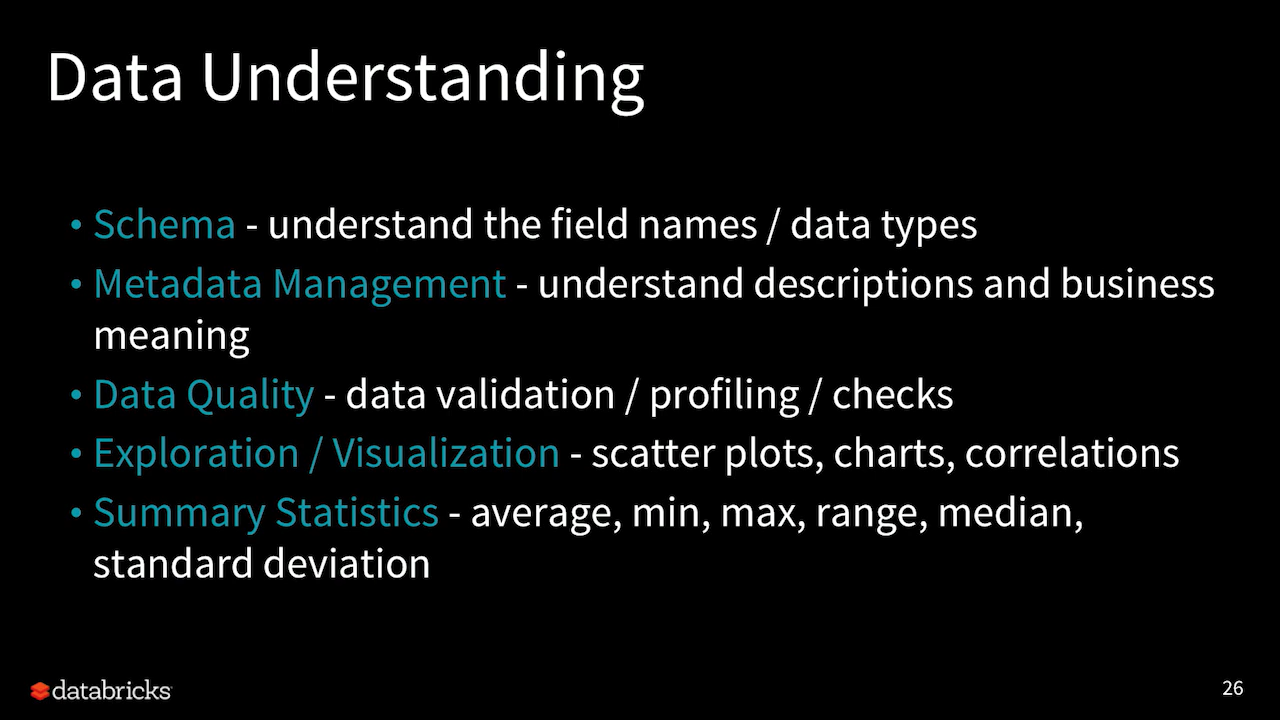 Data Understanding
• Schema - understand the field names / data types
• Metadata Management - understand descriptions and business
meaning
• Data Quality - data validation / profiling / checks
• Exploration / Visualization - scatter plots, charts, correlations
• Summary Statistics - average, min, max, range, median,
standard deviation
databricks
26